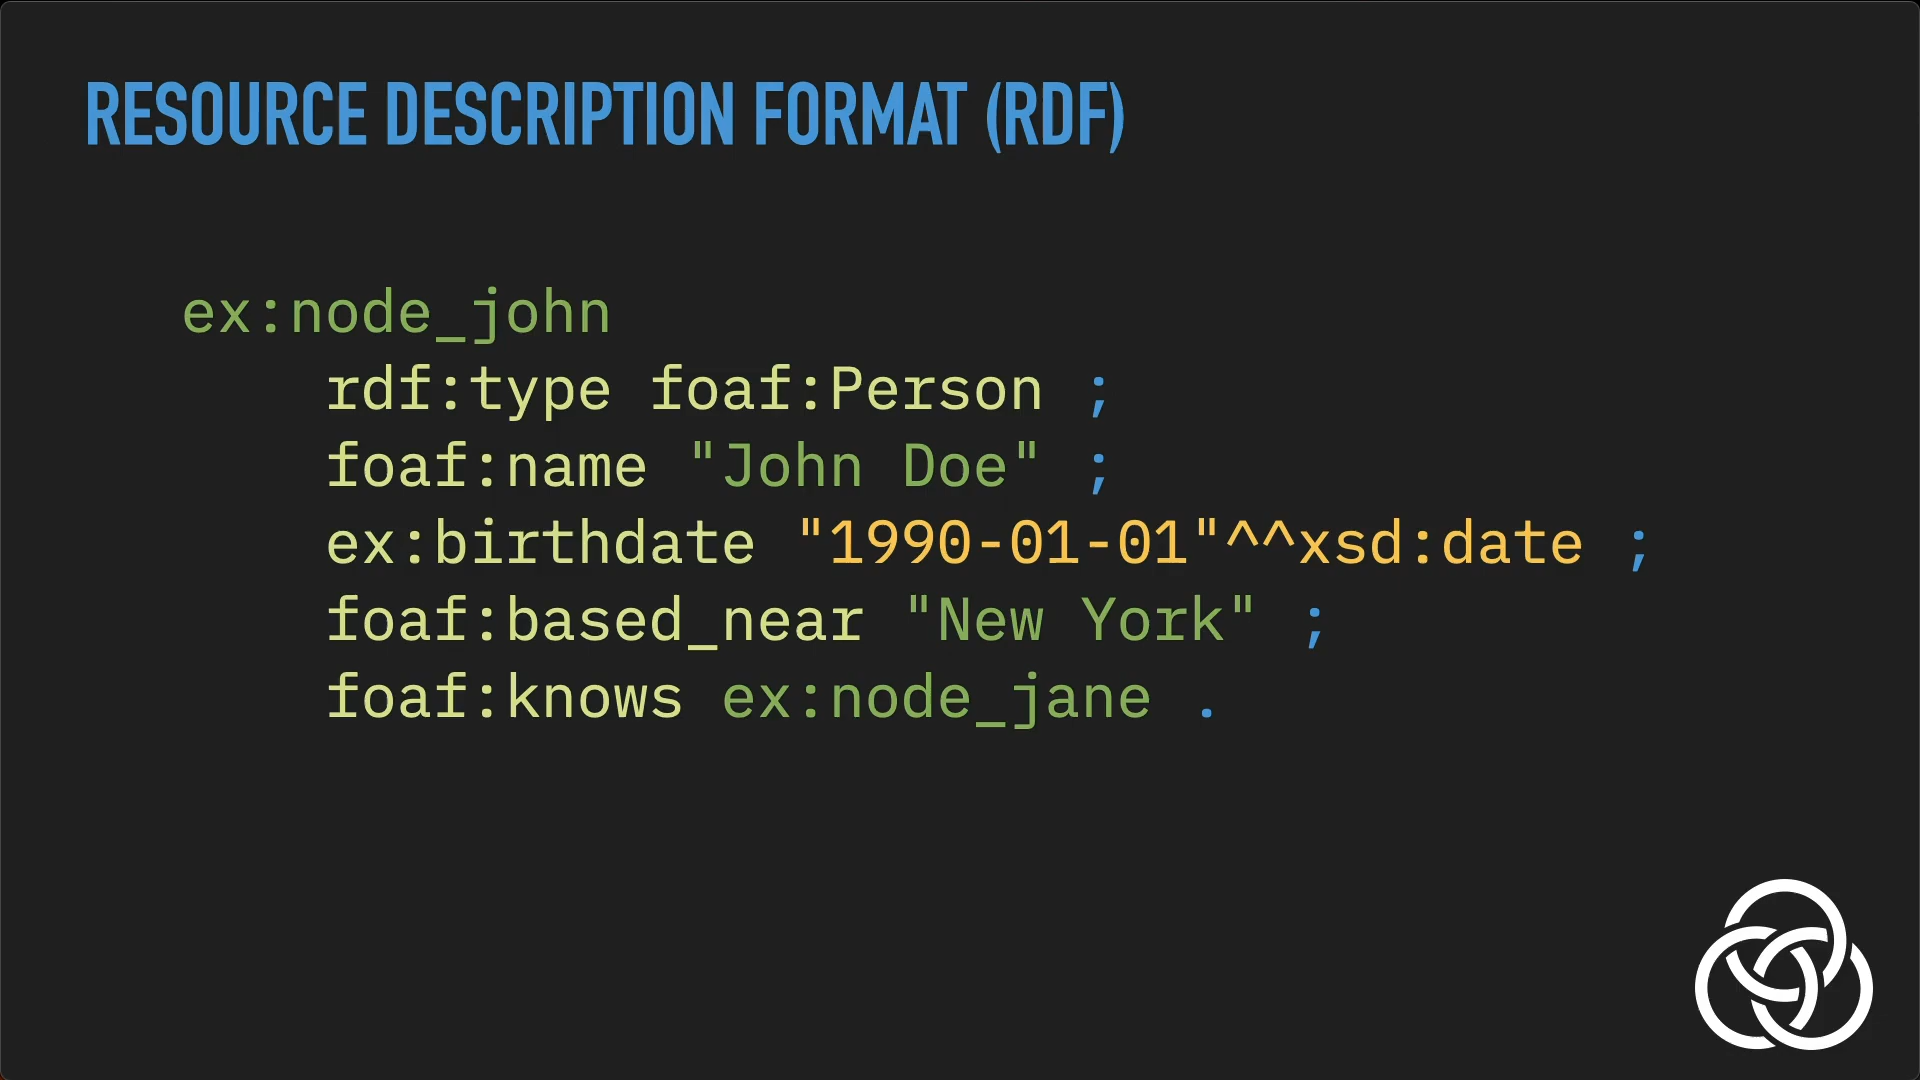 RESOURCE DESCRIPTION FORMAT (RDF)
ex:node_john
rdf:type foaf:Person ;
foaf:name "John Doe" ;
ex:birthdate "1990-01-01"^^xsd:date ;
foaf:based_near "New York" ;
foaf:knows ex:node_jane .